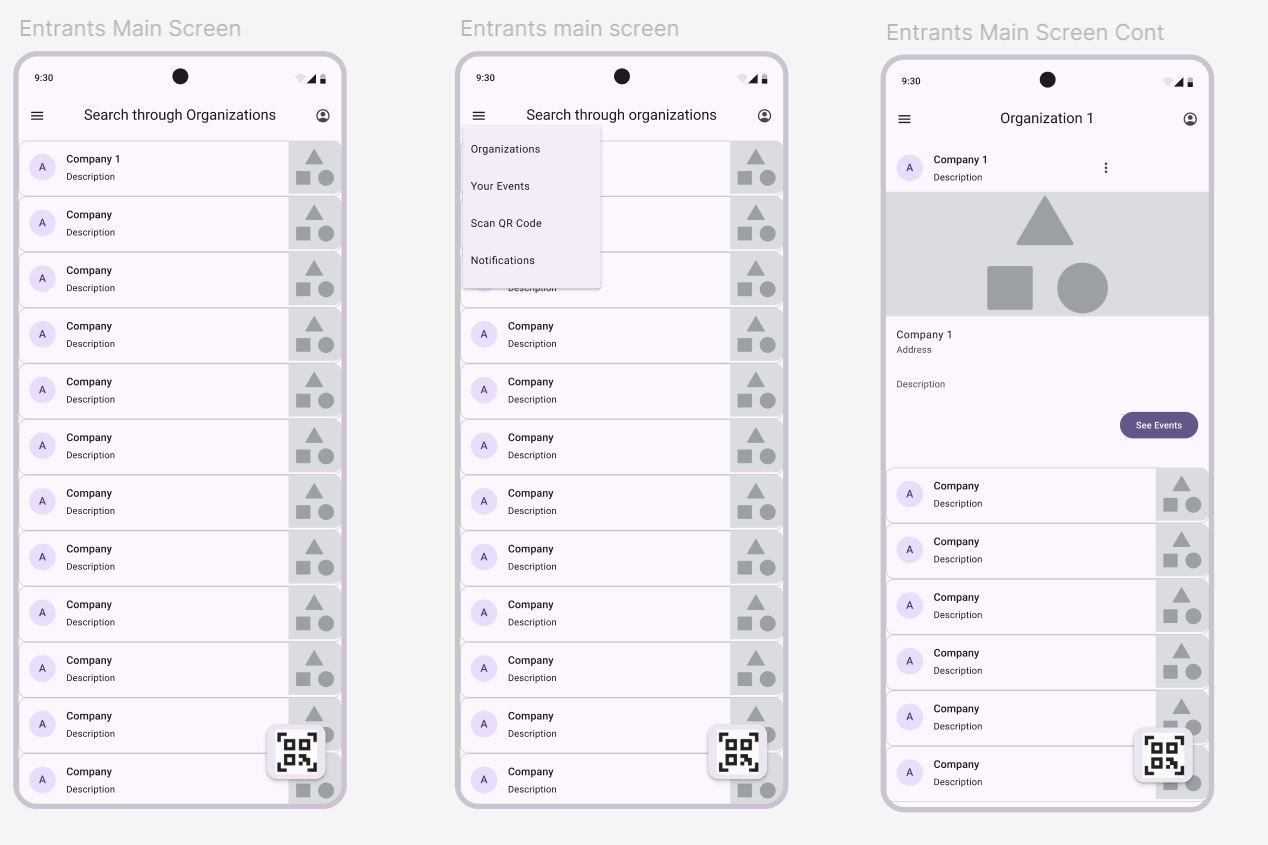 Entrants Main Screen
9:30
Search through Organizations
A
Company 1
Description
A
Company
Description
A
Company
Description
A
Company
Description
A
Company
Description
A
Company
Description
A
Company
Description
A
Company
Description
A
Company
Description
A
Company
Description
A
Company
Description
A
Company
Description
Entrants main screen
9:30
Search through organizations
Organizations
Your Events
Scan QR Code
Notifications
Description
A
Company
Description
A
Company
Description
A
Company
Description
A
Company
Description
A
Company
Description
A
Company
Description
A
Company
Description
A
Company
Description
A
Company
Description
Entrants Main Screen Cont
9:30
Organization 1
A
Company 1
Description
Company 1
Address
Description
See Events
A
Company
Description
A
Company
Description
A
Company
Description
A
Company
Description
A
Company
Description
A
Company
Description